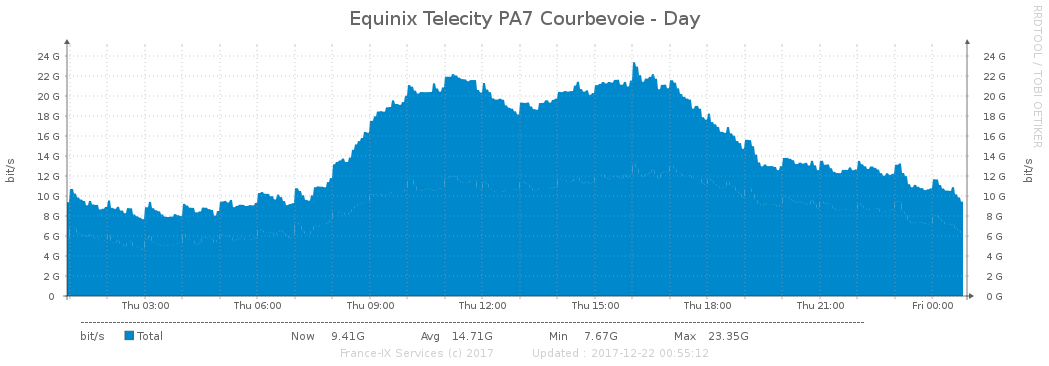 Equinix Telecity PA7 Courbevoie - Day
RRDTOOL / TOBI OETIKER
bit/s
24 G 24 G
22 G 22 G
20 G 20 G
18 G 18 G
16 G 16 G
14 G 14 G
12 G 12 G
10 G 10 G
8 G 8 G
6 G 6 G
4 G 4 G
2 G 2 G
0 0 G
bit/s
Thu 03:00 Thu 06:00 Thu 09:00 Thu 12:00 Thu 15:00 Thu 18:00 Thu 21:00 Fri 00:00
bit/s Total Now 9.41G Avg 14.71G Min 7.67G Max 23.35G
France-IX Services (c) 2017 Updated : 2017-12-22 00:55:12